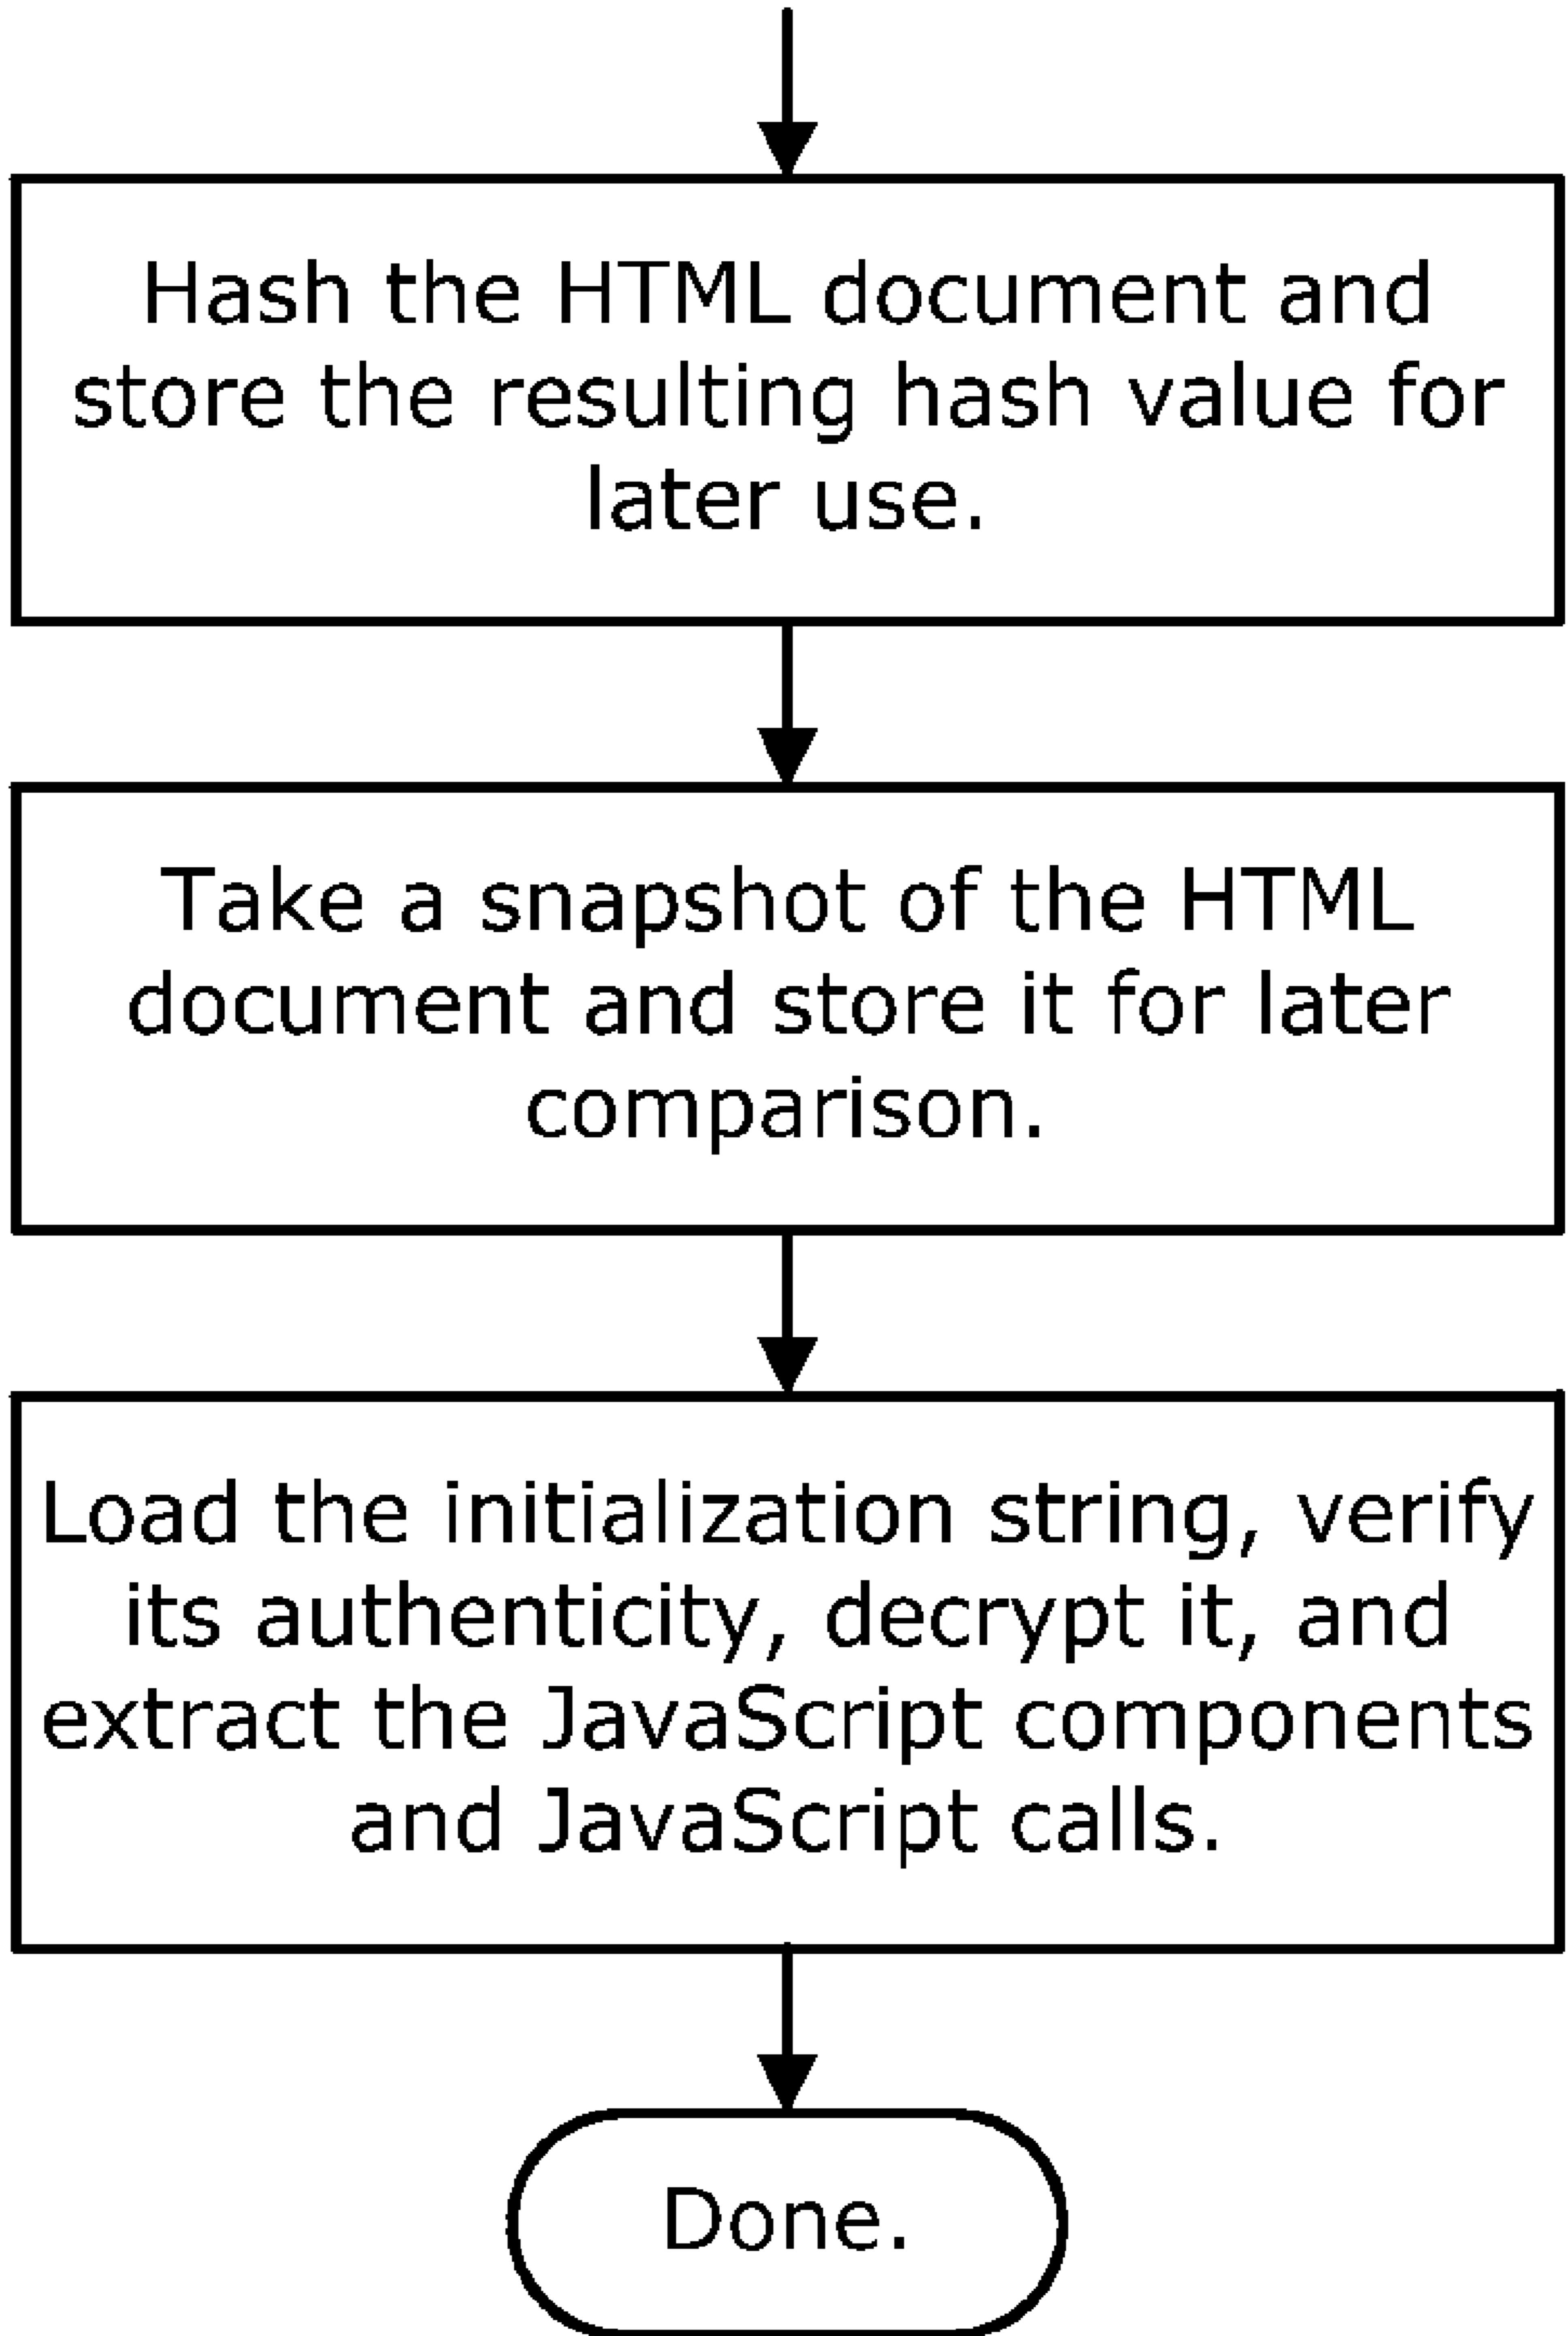 Hash the HTML document and
store the resulting hash value for
later use.
Take a snapshot of the HTML
document and store it for later
comparison.
Load the initialization string, verify
its authenticity, decrypt it, and
extract the JavaScript components
and JavaScript calls.
Done.